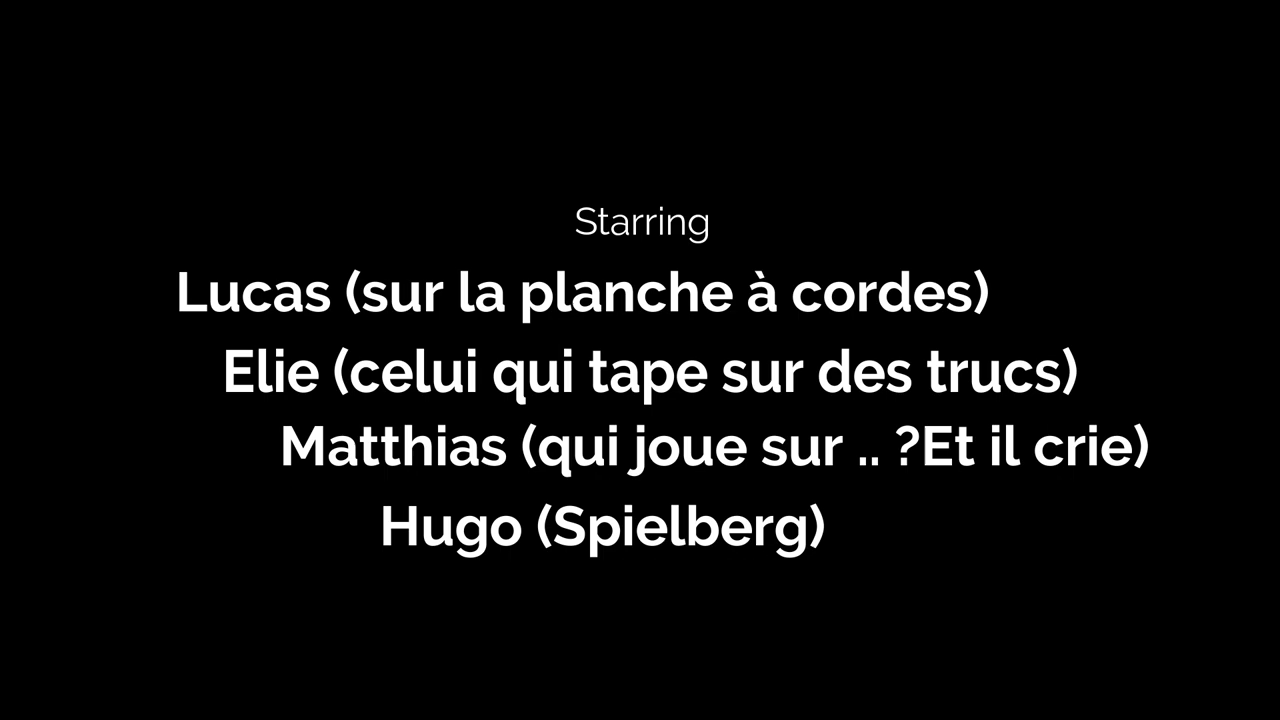 Starring
Lucas (sur la planche à cordes)
Elie (celui qui tape sur des trucs)
Matthias (qui joue sur .. ?Et il crie)
Hugo (Spielberg)